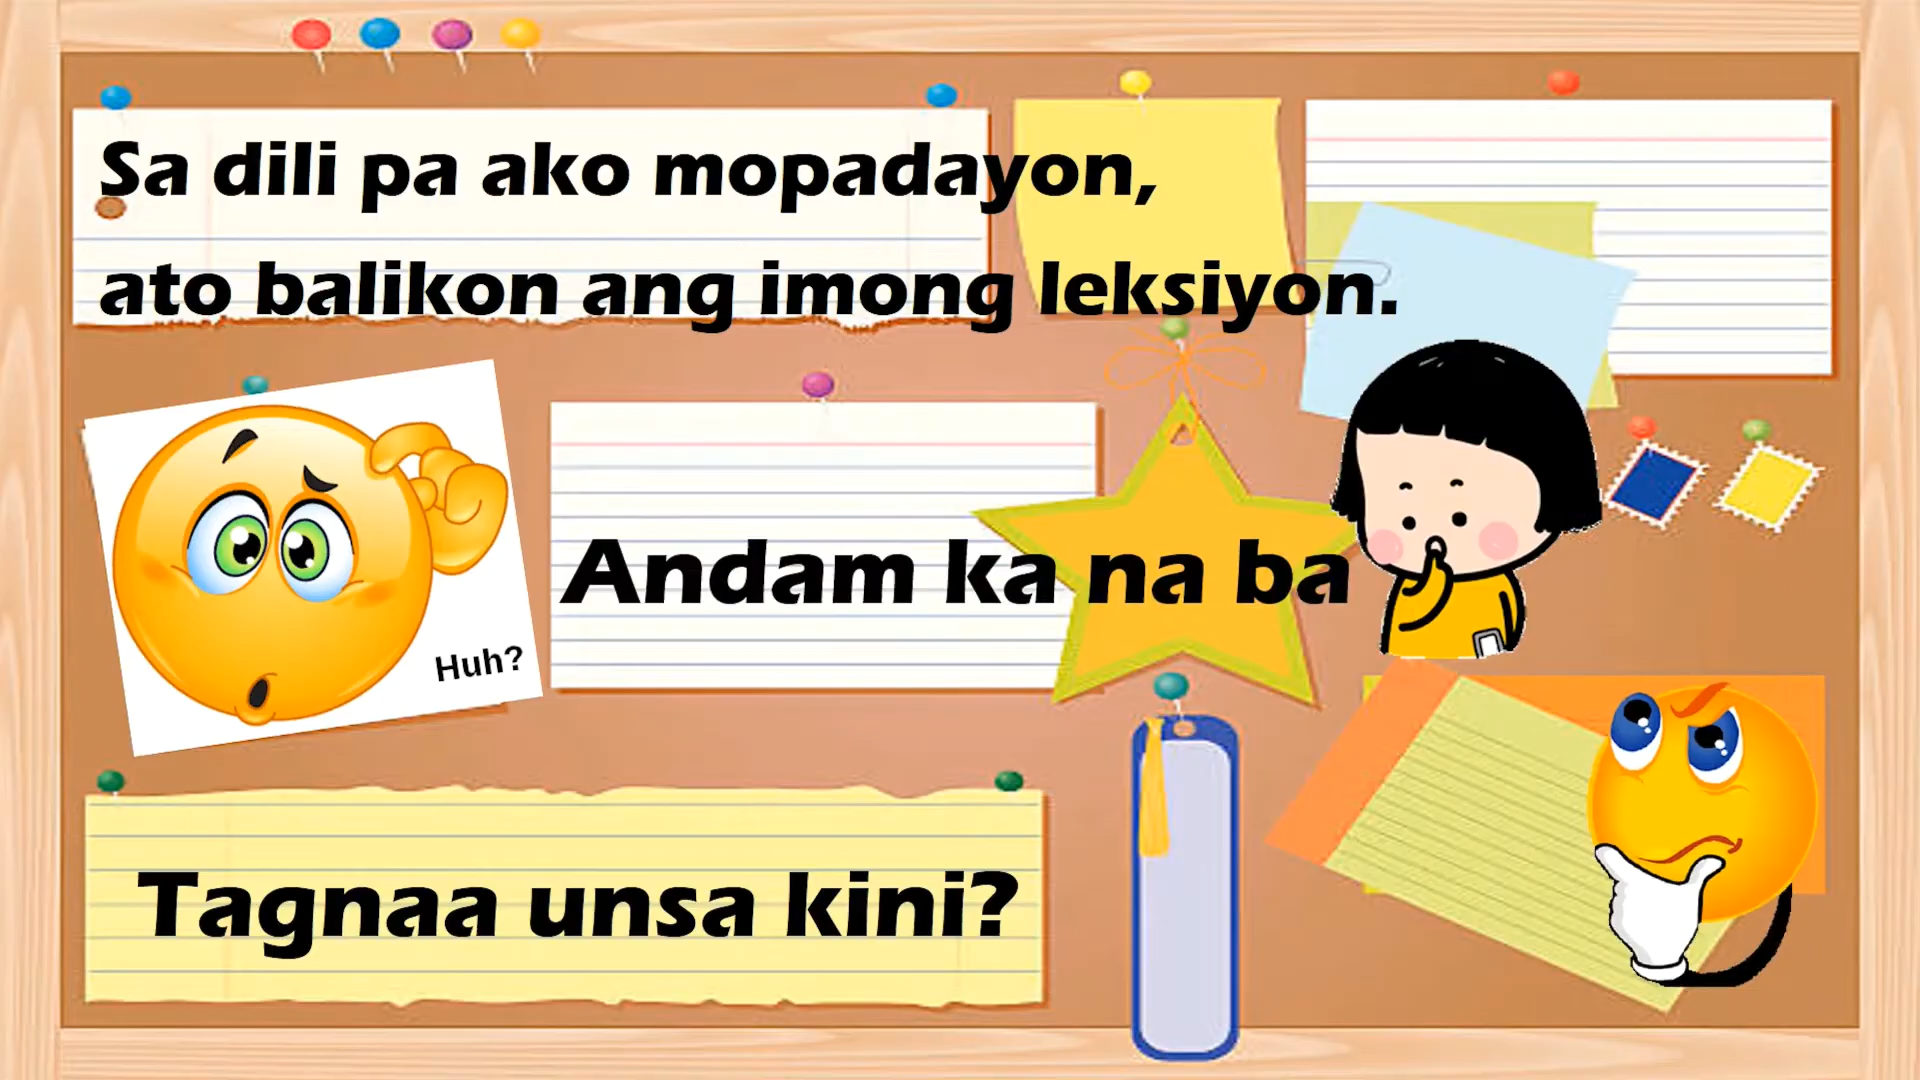 Sa dili pa ako mopadayon,
ato balikon ang imong leksiyon.
Huh?
Andam ka na ba
Tagnaa unsa kini?